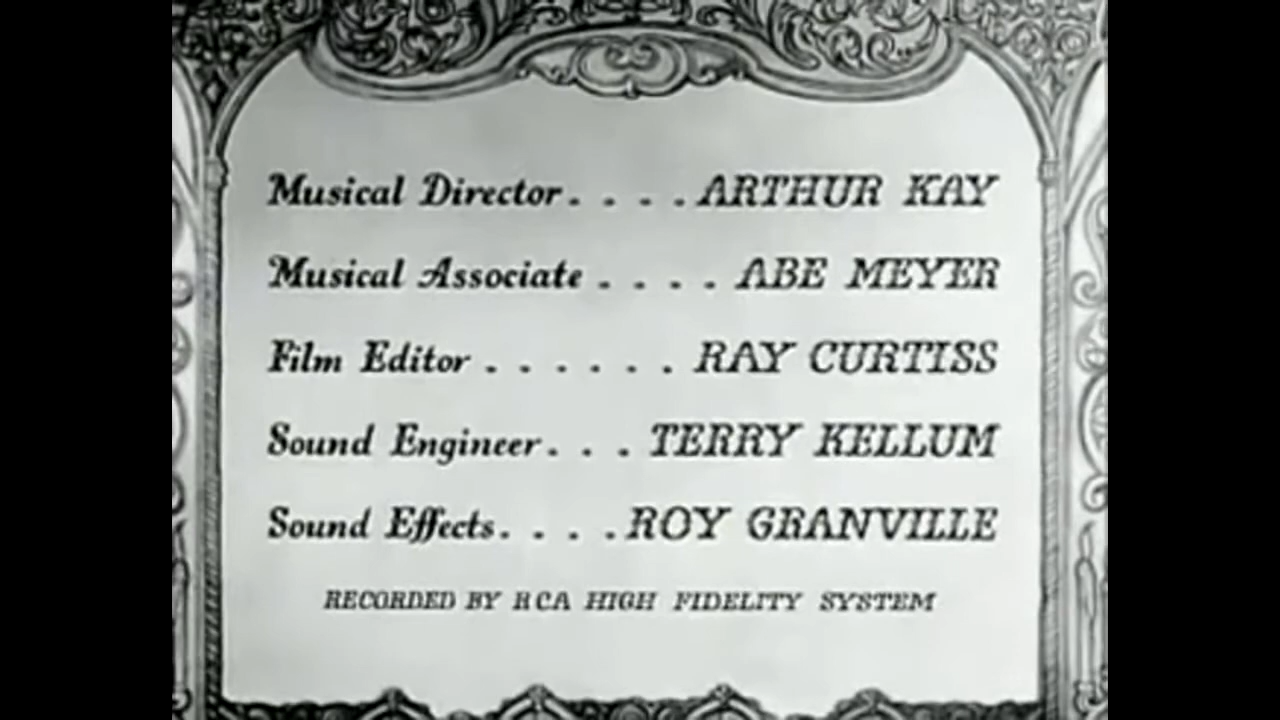 Musical Director. . . . ARTHUR KAY
Musical Associate . . . . ABE MEYER
Film Editor . . . . . . RAY CURTISS
Sound Engineer. . . TERRY KELLUM
Sound Effects. . . . ROY GRANVILLE
RECORDED BY RCA HIGH FIDELITY SYSTEM